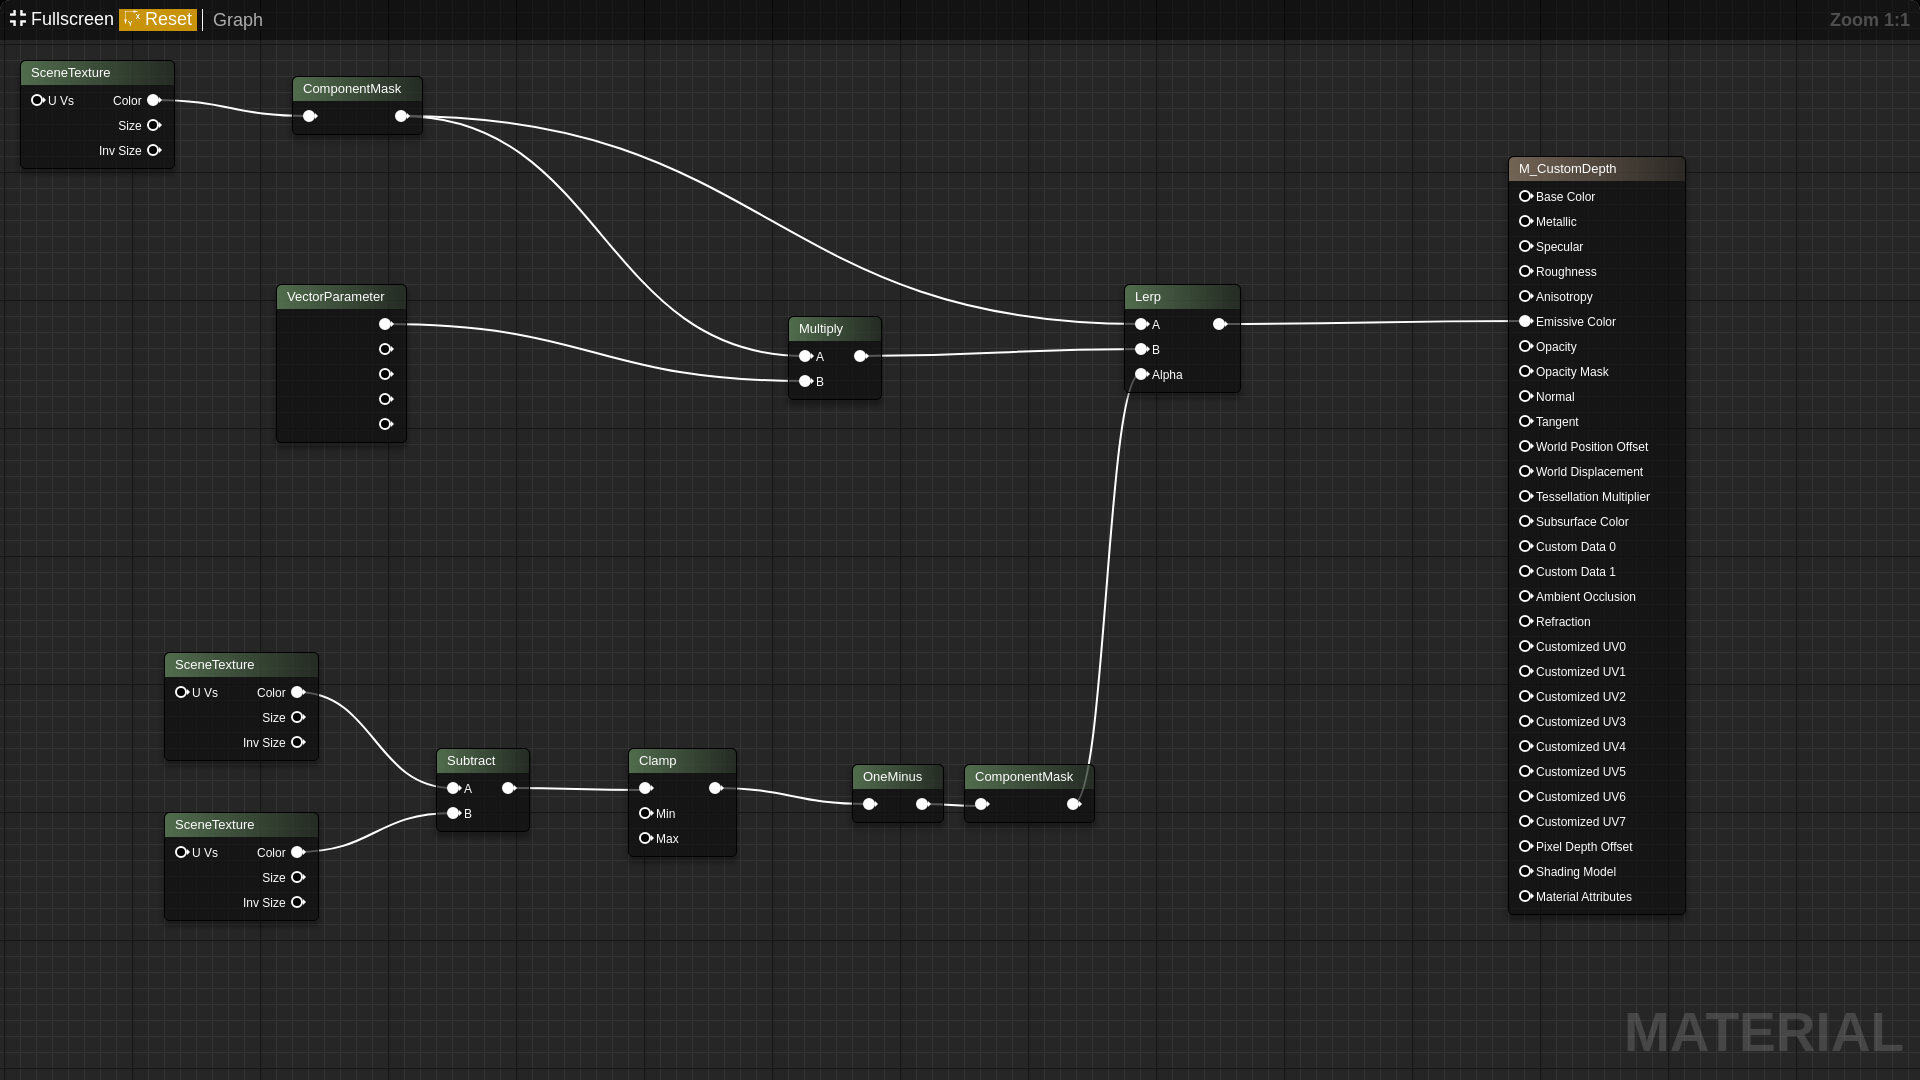 Fullscreen Reset Graph Zoom 1:1
SceneTexture
U Vs Color
Size
Inv Size
ComponentMask
VectorParameter
Multiply
A
B
Lerp
A
B
Alpha
SceneTexture
U Vs Color
Size
Inv Size
SceneTexture
U Vs Color
Size
Inv Size
Subtract
A
B
Clamp
Min
Max
OneMinus
ComponentMask
M_CustomDepth
Base Color
Metallic
Specular
Roughness
Anisotropy
Emissive Color
Opacity
Opacity Mask
Normal
Tangent
World Position Offset
World Displacement
Tessellation Multiplier
Subsurface Color
Custom Data 0
Custom Data 1
Ambient Occlusion
Refraction
Customized UV0
Customized UV1
Customized UV2
Customized UV3
Customized UV4
Customized UV5
Customized UV6
Customized UV7
Pixel Depth Offset
Shading Model
Material Attributes
MATERIAL